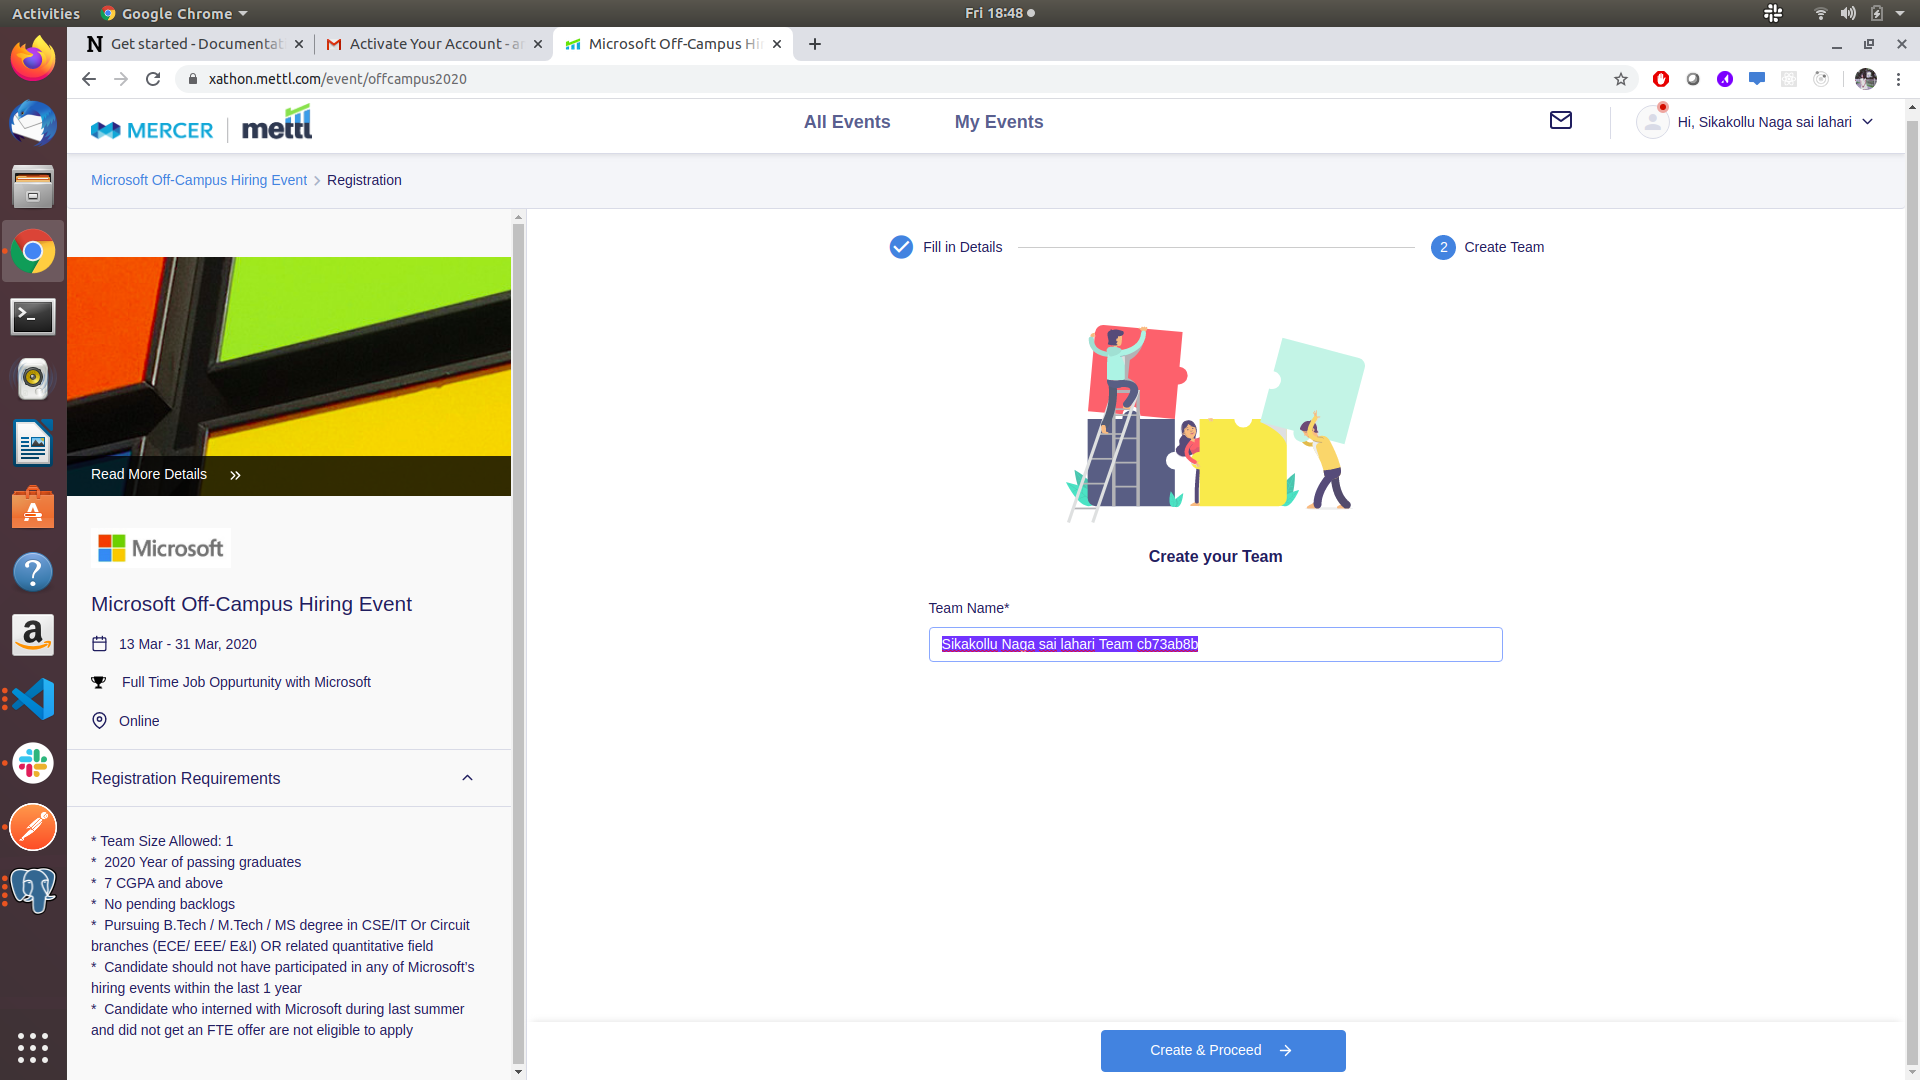 Activities
Google Chrome
Fri 18:48
Get started - Documentat
Activate Your Account - a
Microsoft Off-Campus Hi
xathon.mettl.com/event/offcampus2020
MERCER mettl
All Events
My Events
Hi, Sikakollu Naga sai lahari
Microsoft Off-Campus Hiring Event > Registration
Fill in Details
2 Create Team
Read More Details
Microsoft
Microsoft Off-Campus Hiring Event
13 Mar - 31 Mar, 2020
Full Time Job Oppurtunity with Microsoft
Online
Registration Requirements
* Team Size Allowed: 1
* 2020 Year of passing graduates
* 7 CGPA and above
* No pending backlogs
* Pursuing B.Tech / M.Tech / MS degree in CSE/IT Or Circuit
branches (ECE/ EEE/ E&I) OR related quantitative field
* Candidate should not have participated in any of Microsoft's
hiring events within the last 1 year
* Candidate who interned with Microsoft during last summer
and did not get an FTE offer are not eligible to apply
Create your Team
Team Name*
Sikakollu Naga sai lahari Team cb73ab8b
Create & Proceed